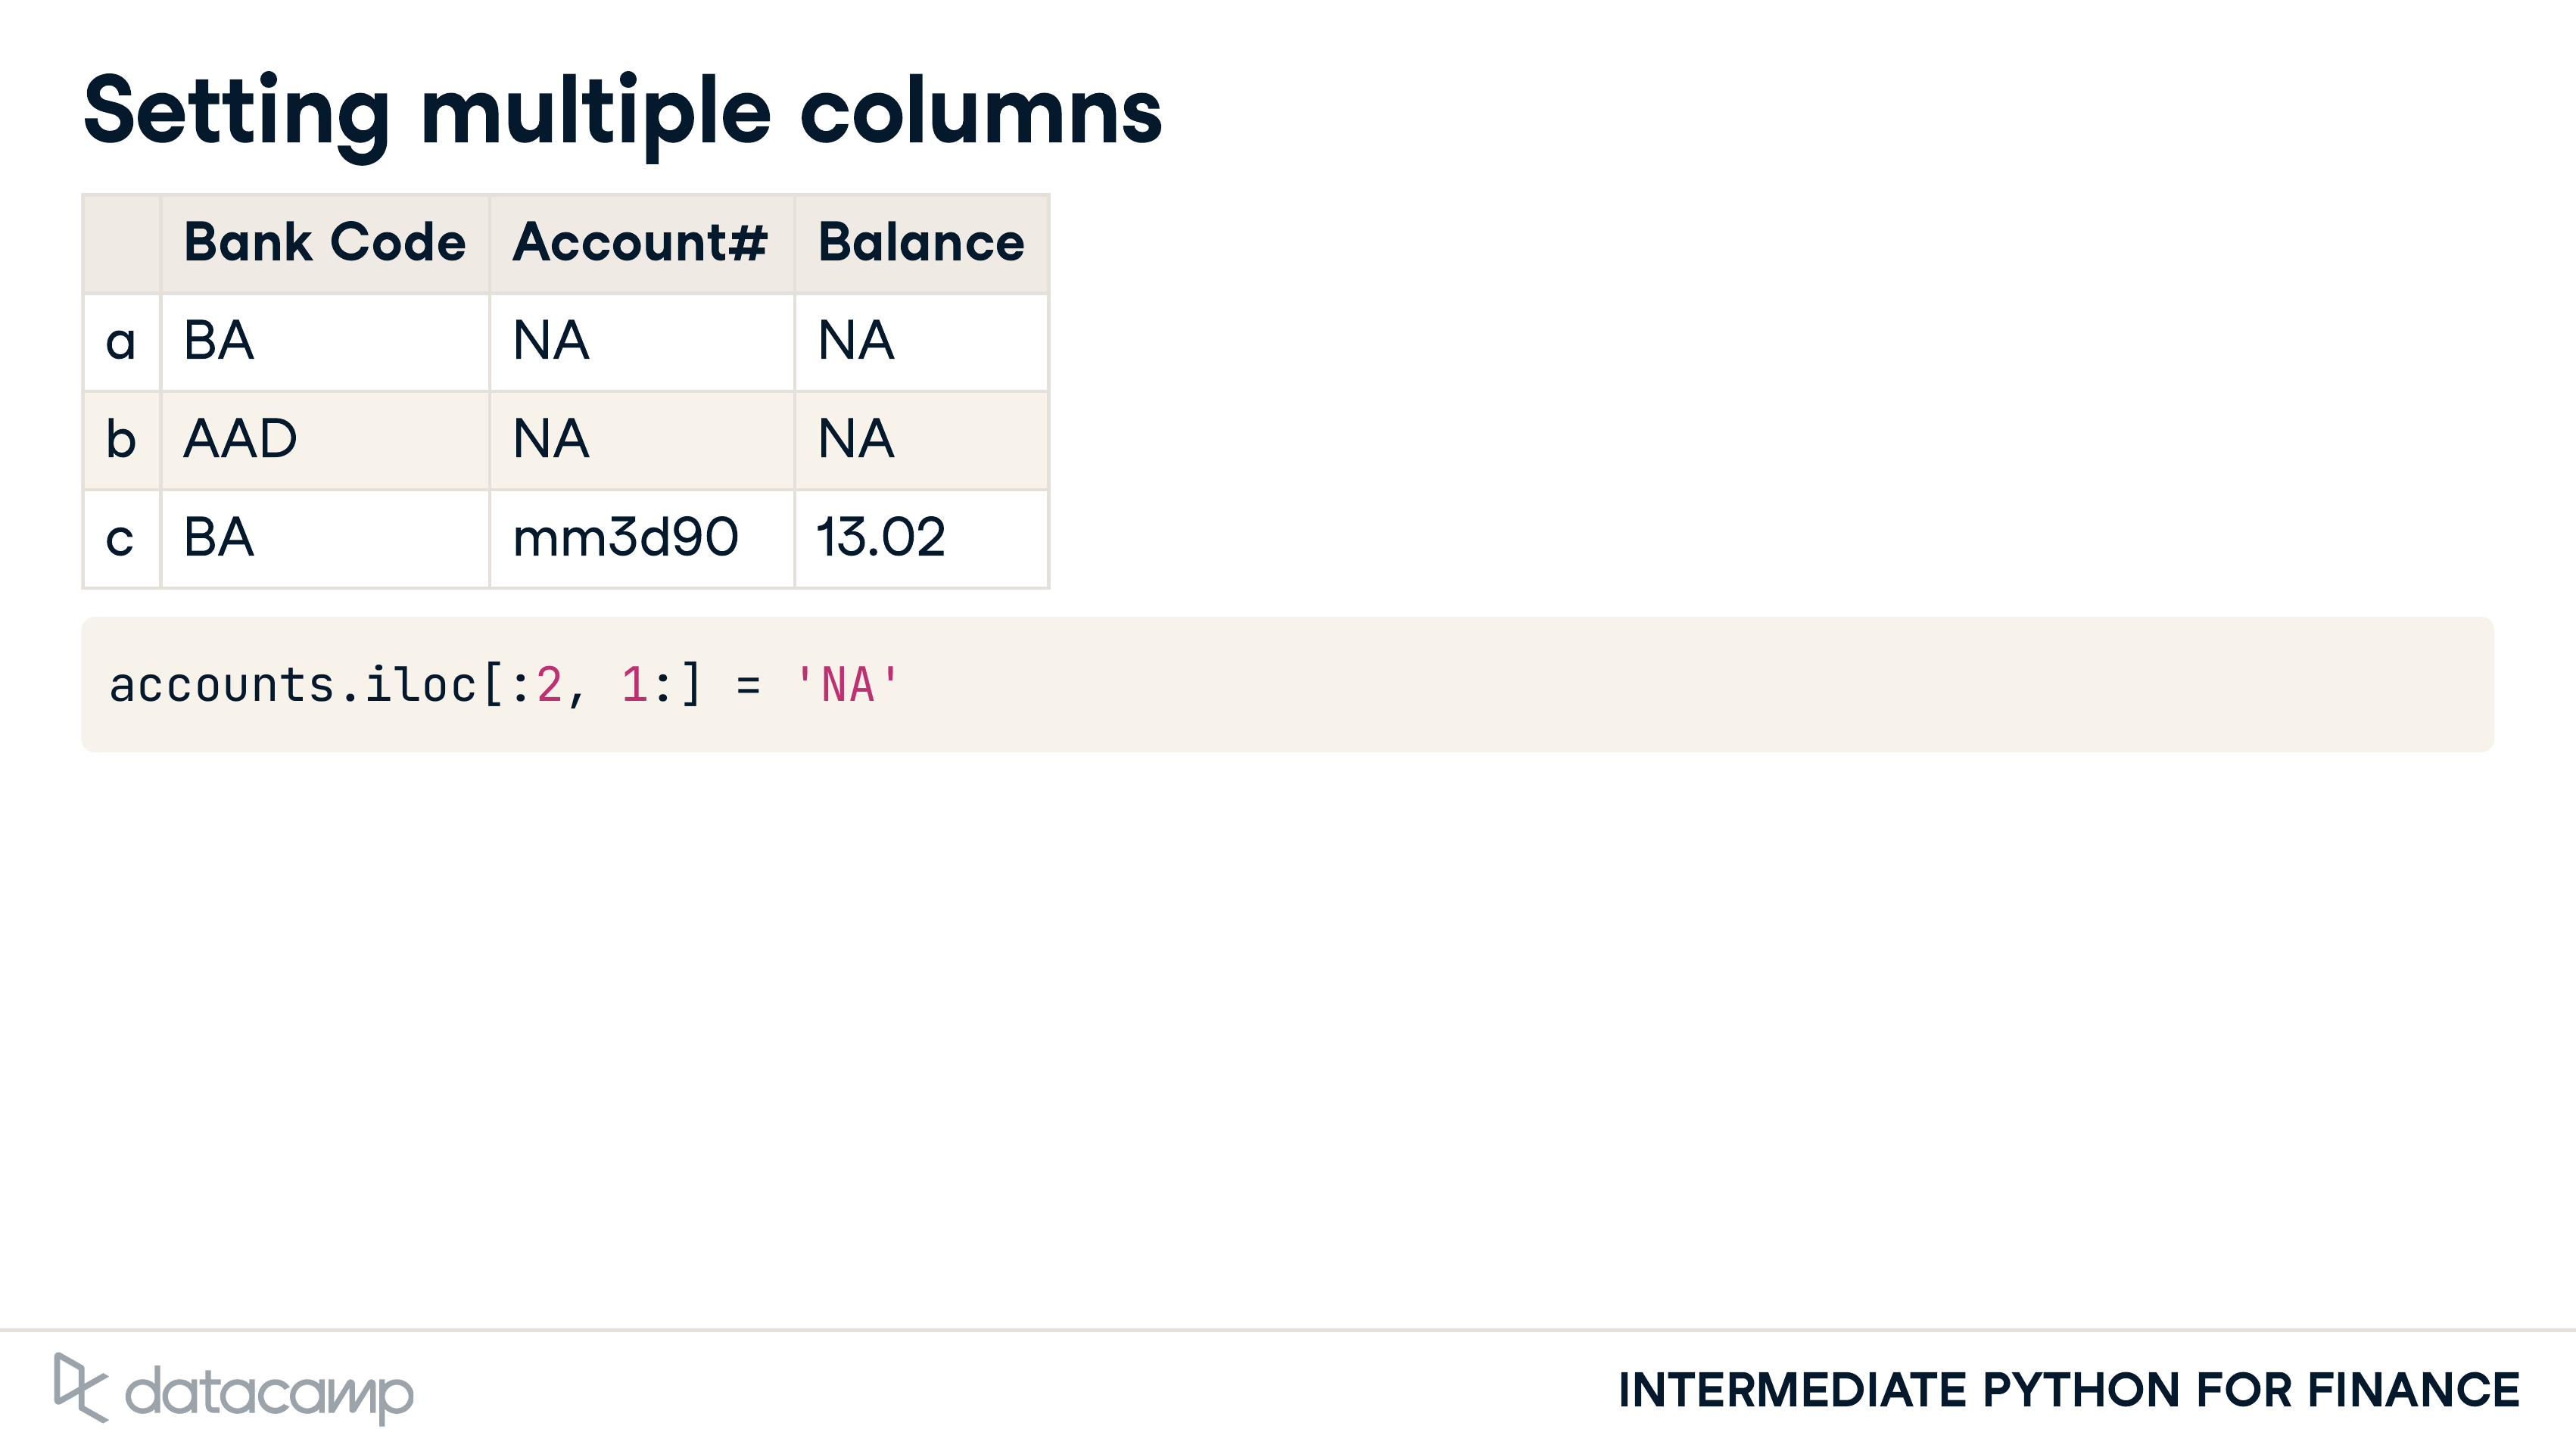 Setting multiple columns
Bank Code Account# Balance
a BA NA NA
b AAD NA NA
c BA mm3d90 13.02
accounts.iloc[:2, 1:] = 'NA'
datacamp
INTERMEDIATE PYTHON FOR FINANCE